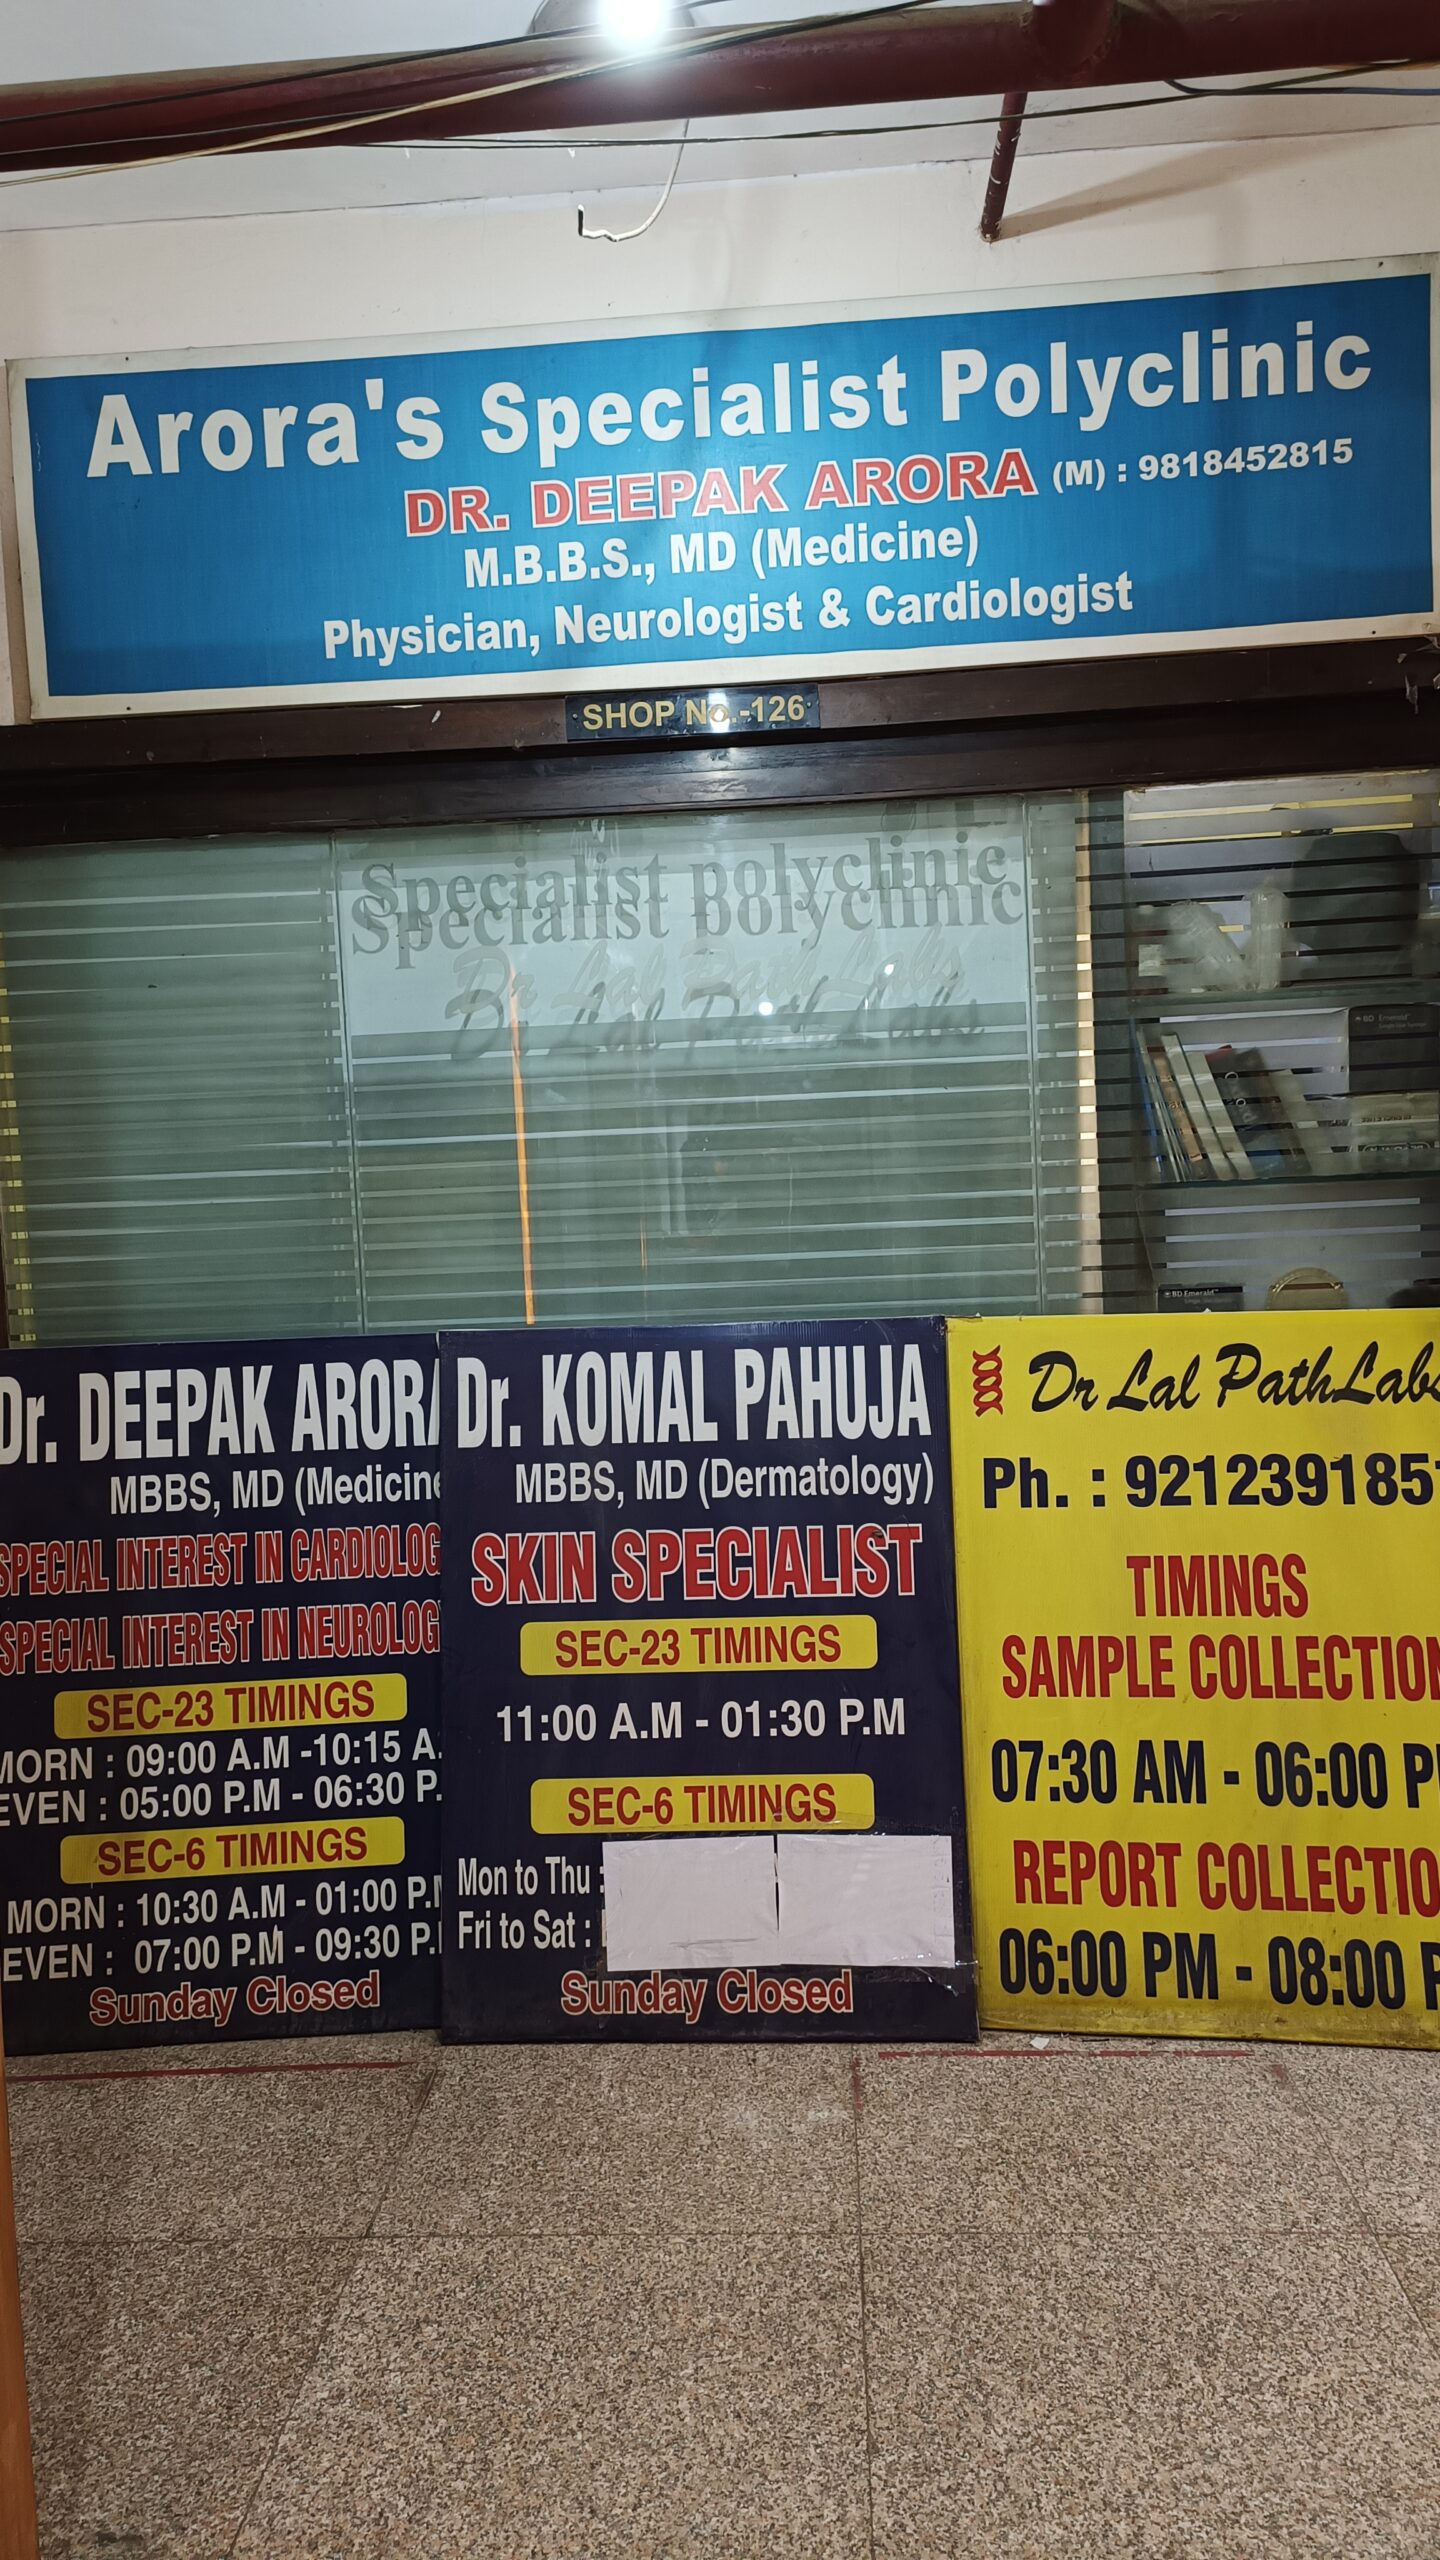 Arora's Specialist Polyclinic
DR. DEEPAK ARORA (M) : 9818452815
M.B.B.S., MD (Medicine)
Physician, Neurologist & Cardiologist
SHOP No.-126
Specialist polyclinic
Dr Lal PathLabs
BD Emerald
BD Emerald
Dr. DEEPAK ARORA
MBBS, MD (Medicine
SPECIAL INTEREST IN CARDIOLOG
SPECIAL INTEREST IN NEUROLOG
SEC-23 TIMINGS
MORN : 09:00 A.M -10:15 A.
EVEN : 05:00 P.M - 06:30 P.
SEC-6 TIMINGS
MORN : 10:30 A.M - 01:00 P.M
EVEN : 07:00 P.M - 09:30 P.
Sunday Closed
Dr. KOMAL PAHUJA
MBBS, MD (Dermatology)
SKIN SPECIALIST
SEC-23 TIMINGS
11:00 A.M - 01:30 P.M
SEC-6 TIMINGS
Mon to Thu :
Fri to Sat :
Sunday Closed
Dr Lal PathLabs
Ph. : 9212391851
TIMINGS
SAMPLE COLLECTION
07:30 AM - 06:00 P
REPORT COLLECTIO
06:00 PM - 08:00 P